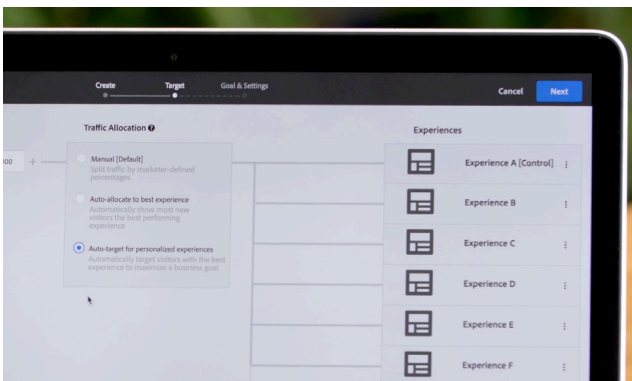 Create Target Goal & Settings
Cancel Next
Traffic Allocation
Experiences
Manual [Default]
Split traffic by marketer-defined
percentages
Auto-allocate to best experience
Automatically show most new
visitors the best performing
experience
Auto-target for personalized experiences
Automatically target visitors with the best
experience to maximize a business goal
Experience A [Control]
Experience B
Experience C
Experience D
Experience E
Experience F